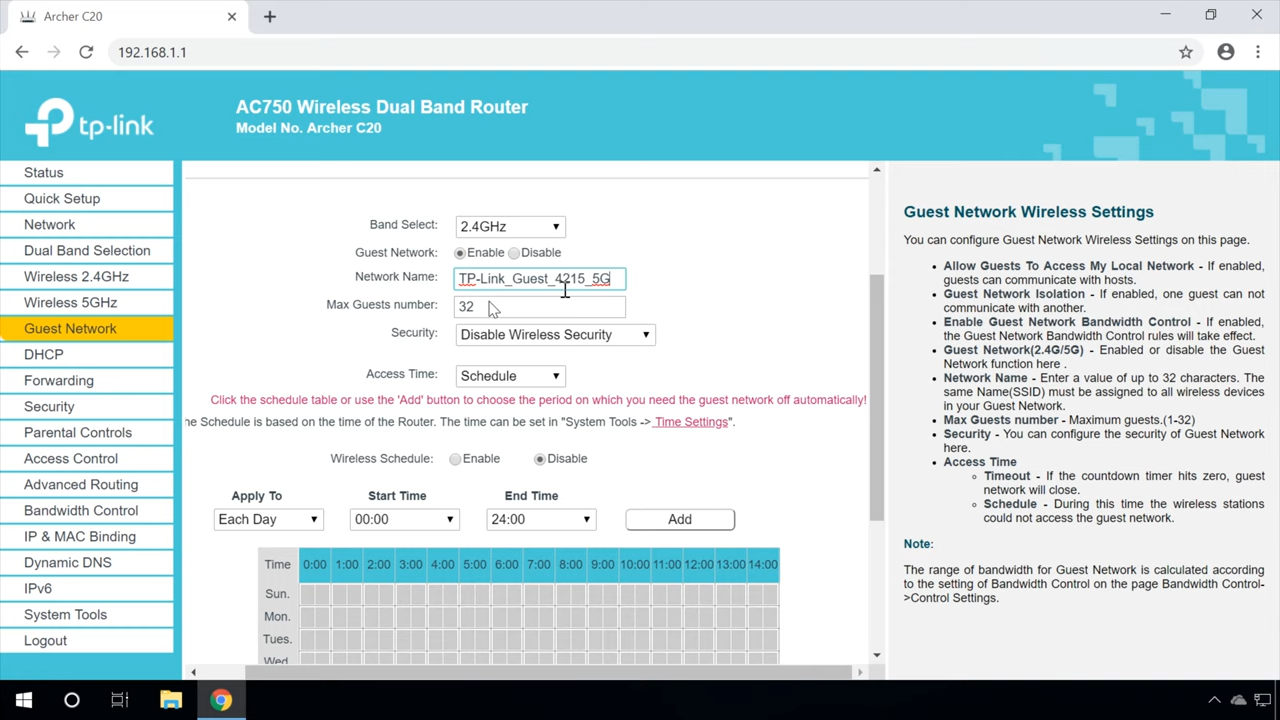 Archer C20
192.168.1.1
tp-link
AC750 Wireless Dual Band Router
Model No. Archer C20
Status
Quick Setup
Network
Dual Band Selection
Wireless 2.4GHz
Wireless 5GHz
Guest Network
DHCP
Forwarding
Security
Parental Controls
Access Control
Advanced Routing
Bandwidth Control
IP & MAC Binding
Dynamic DNS
IPv6
System Tools
Logout
Band Select: 2.4GHz
Guest Network: Enable Disable
Network Name: TP-Link_Guest_4215_5G
Max Guests number: 32
Security: Disable Wireless Security
Access Time: Schedule
Click the schedule table or use the 'Add' button to choose the period on which you need the guest network off automatically!
he Schedule is based on the time of the Router. The time can be set in "System Tools -> Time Settings".
Wireless Schedule: Enable Disable
Apply To Start Time End Time
Each Day 00:00 24:00 Add
Time 0:00 1:00 2:00 3:00 4:00 5:00 6:00 7:00 8:00 9:00 10:00 11:00 12:00 13:00 14:00
Sun.
Mon.
Tues.
Wed
Guest Network Wireless Settings
You can configure Guest Network Wireless Settings on this page.
Allow Guests To Access My Local Network - If enabled,
guests can communicate with hosts.
Guest Network Isolation - If enabled, one guest can not
communicate with another.
Enable Guest Network Bandwidth Control - If enabled,
the Guest Network Bandwidth Control rules will take effect.
Guest Network(2.4G/5G) - Enabled or disable the Guest
Network function here .
Network Name - Enter a value of up to 32 characters. The
same Name(SSID) must be assigned to all wireless devices
in your Guest Network.
Max Guests number - Maximum guests.(1-32)
Security - You can configure the security of Guest Network
here.
Access Time
Timeout - If the countdown timer hits zero, guest
network will close.
Schedule - During this time the wireless stations
could not access the guest network.
Note:
The range of bandwidth for Guest Network is calculated according
to the setting of Bandwidth Control on the page Bandwidth Control-
>Control Settings.